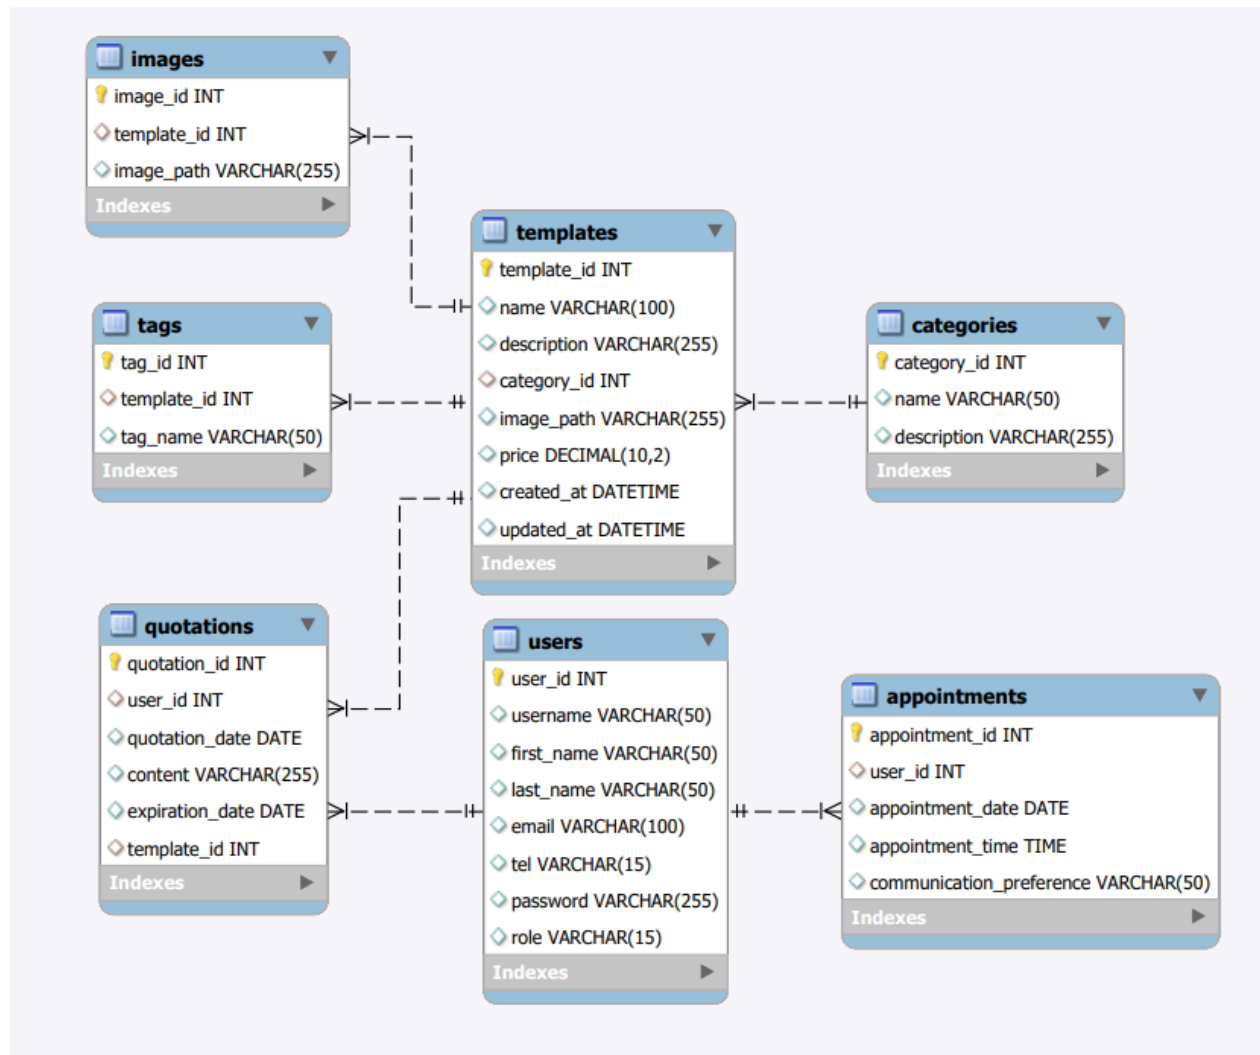 images
image_id INT
template_id INT
image_path VARCHAR(255)
Indexes
templates
template_id INT
name VARCHAR(100)
description VARCHAR(255)
category_id INT
image_path VARCHAR(255)
price DECIMAL(10,2)
created_at DATETIME
updated_at DATETIME
Indexes
tags
tag_id INT
template_id INT
tag_name VARCHAR(50)
Indexes
categories
category_id INT
name VARCHAR(50)
description VARCHAR(255)
Indexes
quotations
quotation_id INT
user_id INT
quotation_date DATE
content VARCHAR(255)
expiration_date DATE
template_id INT
Indexes
users
user_id INT
username VARCHAR(50)
first_name VARCHAR(50)
last_name VARCHAR(50)
email VARCHAR(100)
tel VARCHAR(15)
password VARCHAR(255)
role VARCHAR(15)
Indexes
appointments
appointment_id INT
user_id INT
appointment_date DATE
appointment_time TIME
communication_preference VARCHAR(50)
Indexes